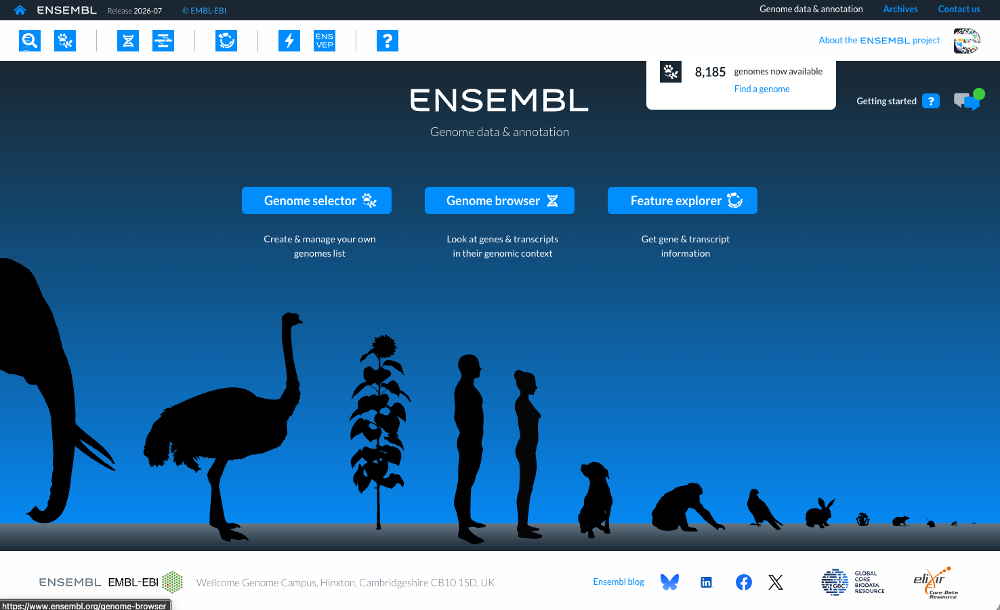 ENSEMBL Release 2026-07 © EMBL-EBI Genome data & annotation Archives Contact us
ENS
VEP
?
About the ENSEMBL project
8,185 genomes now available
Find a genome
Getting started ?
ENSEMBL
Genome data & annotation
Genome selector
Genome browser
Feature explorer
Create & manage your own
genomes list
Look at genes & transcripts
in their genomic context
Get gene & transcript
information
ENSEMBL EMBL-EBI Wellcome Genome Campus, Hinxton, Cambridgeshire CB10 1SD, UK
Ensembl blog
in
f
X
GBC
GLOBAL
CORE
BIODATA
RESOURCE
elixir
Core Data
Resource
https://www.ensembl.org/genome-browser